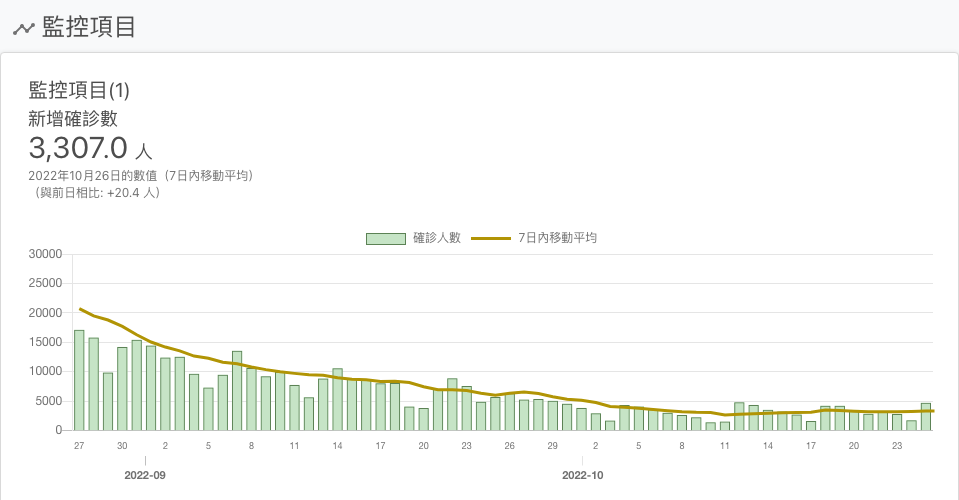 監控項目
監控項目(1)
新增確診數
3,307.0 人
2022年10月26日的數值（7日內移動平均）
（與前日相比: +20.4 人）
確診人數 7日內移動平均
30000
25000
20000
15000
10000
5000
0
27 30 2 5 8 11 14 17 20 23 26 29 2 5 8 11 14 17 20 23
2022-09 2022-10